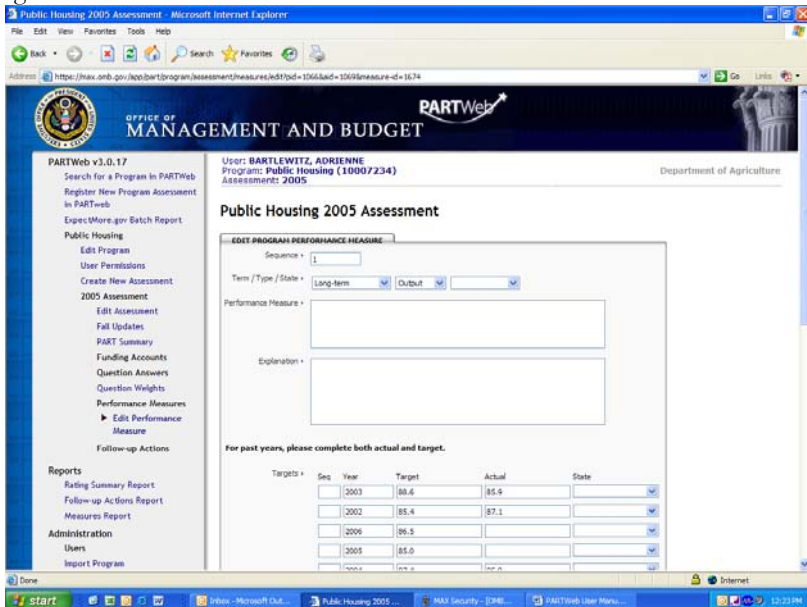 Public Housing 2005 Assessment - Microsoft Internet Explorer
File Edit View Favorites Tools Help
Back Search Favorites
Address https://max.omb.gov/app/part/program/assessment/measures/edit?pid=1066&aid=1069&measure-id=1674 Go Links
OFFICE OF
MANAGEMENT AND BUDGET
PARTWeb
PARTWeb v3.0.17
Search for a Program in PARTWeb
Register New Program Assessment
in PARTweb
ExpectMore.gov Batch Report
Public Housing
Edit Program
User Permissions
Create New Assessment
2005 Assessment
Edit Assessment
Fall Updates
PART Summary
Funding Accounts
Question Answers
Question Weights
Performance Measures
Edit Performance
Measure
Follow-up Actions
Reports
Rating Summary Report
Follow-up Actions Report
Measures Report
Administration
Users
Import Program
User: BARTLEWITZ, ADRIENNE
Program: Public Housing (10007234)
Assessment: 2005
Department of Agriculture
Public Housing 2005 Assessment
EDIT PROGRAM PERFORMANCE MEASURE
Sequence 1
Term / Type / State Long-term Output
Performance Measure
Explanation
For past years, please complete both actual and target.
Targets Seq Year Target Actual State
2003 88.6 85.9
2002 85.4 87.1
2006 86.5
2005 85.0
Done Internet
start Inbox - Microsoft Out... Public Housing 2005 ... MAX Security - [OMB... PARTWeb User Manu... 12:23 PM